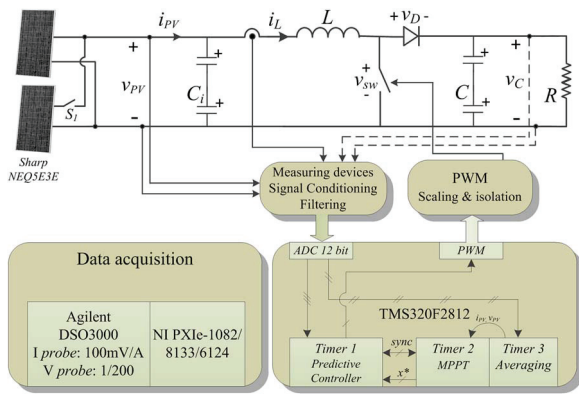 i_PV
i_L
L
+ v_D -
+
v_PV
-
C_i
+
+
+
v_sw
-
C
+
+
+
v_C
-
R
S_1
Sharp
NEQ5E3E
Measuring devices
Signal Conditioning
Filtering
PWM
Scaling & isolation
Data acquisition
Agilent
DSO3000
I probe: 100mV/A
V probe: 1/200
NI PXIe-1082/
8133/6124
ADC 12 bit
PWM
TMS320F2812
i_PV, v_PV
Timer 1
Predictive
Controller
sync
x*
Timer 2
MPPT
Timer 3
Averaging